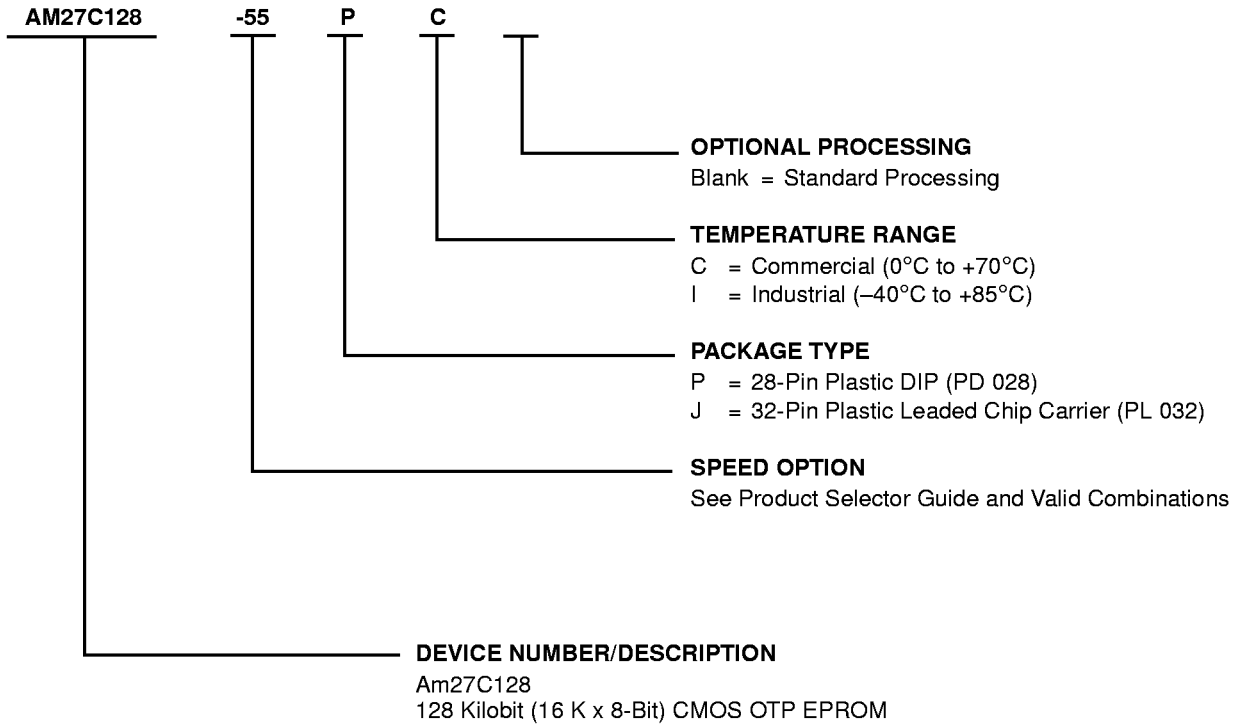 AM27C128 -55 P C
OPTIONAL PROCESSING
Blank = Standard Processing
TEMPERATURE RANGE
C = Commercial (0°C to +70°C)
I = Industrial (–40°C to +85°C)
PACKAGE TYPE
P = 28-Pin Plastic DIP (PD 028)
J = 32-Pin Plastic Leaded Chip Carrier (PL 032)
SPEED OPTION
See Product Selector Guide and Valid Combinations
DEVICE NUMBER/DESCRIPTION
Am27C128
128 Kilobit (16 K x 8-Bit) CMOS OTP EPROM